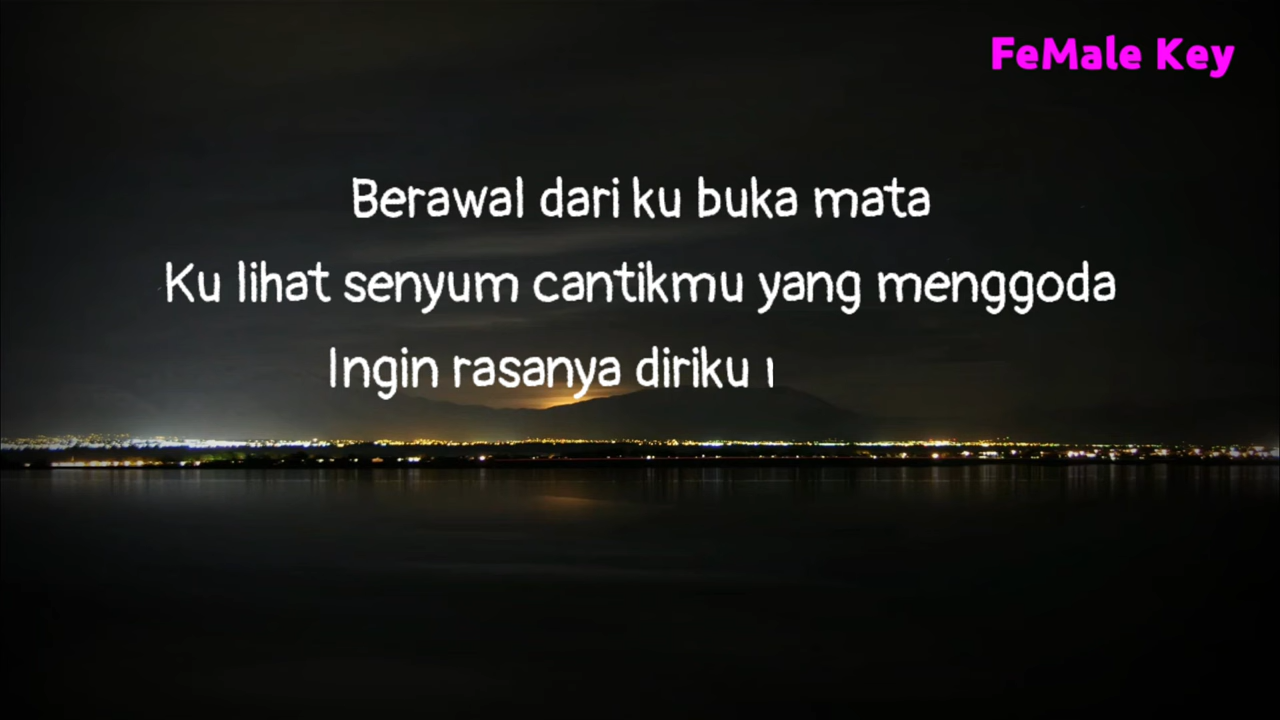 FeMale Key
Berawal dari ku buka mata
Ku lihat senyum cantikmu yang menggoda
Ingin rasanya diriku